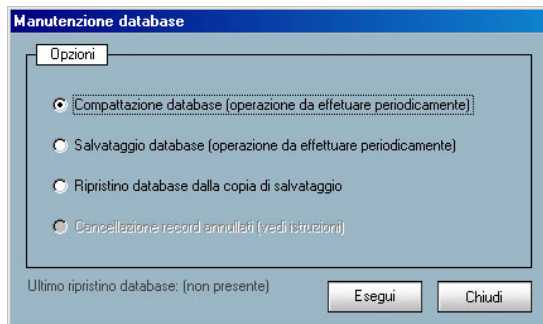 Manutenzione database
Opzioni
Compattazione database (operazione da effetuare periodicamente)
Salvataggio database (operazione da effettuare periodicamente)
Ripristino database dalla copia di salvataggio
Cancellazione record annullati (vedi istruzioni)
Ultimo ripristino database: (non presente)
Esegui
Chiudi